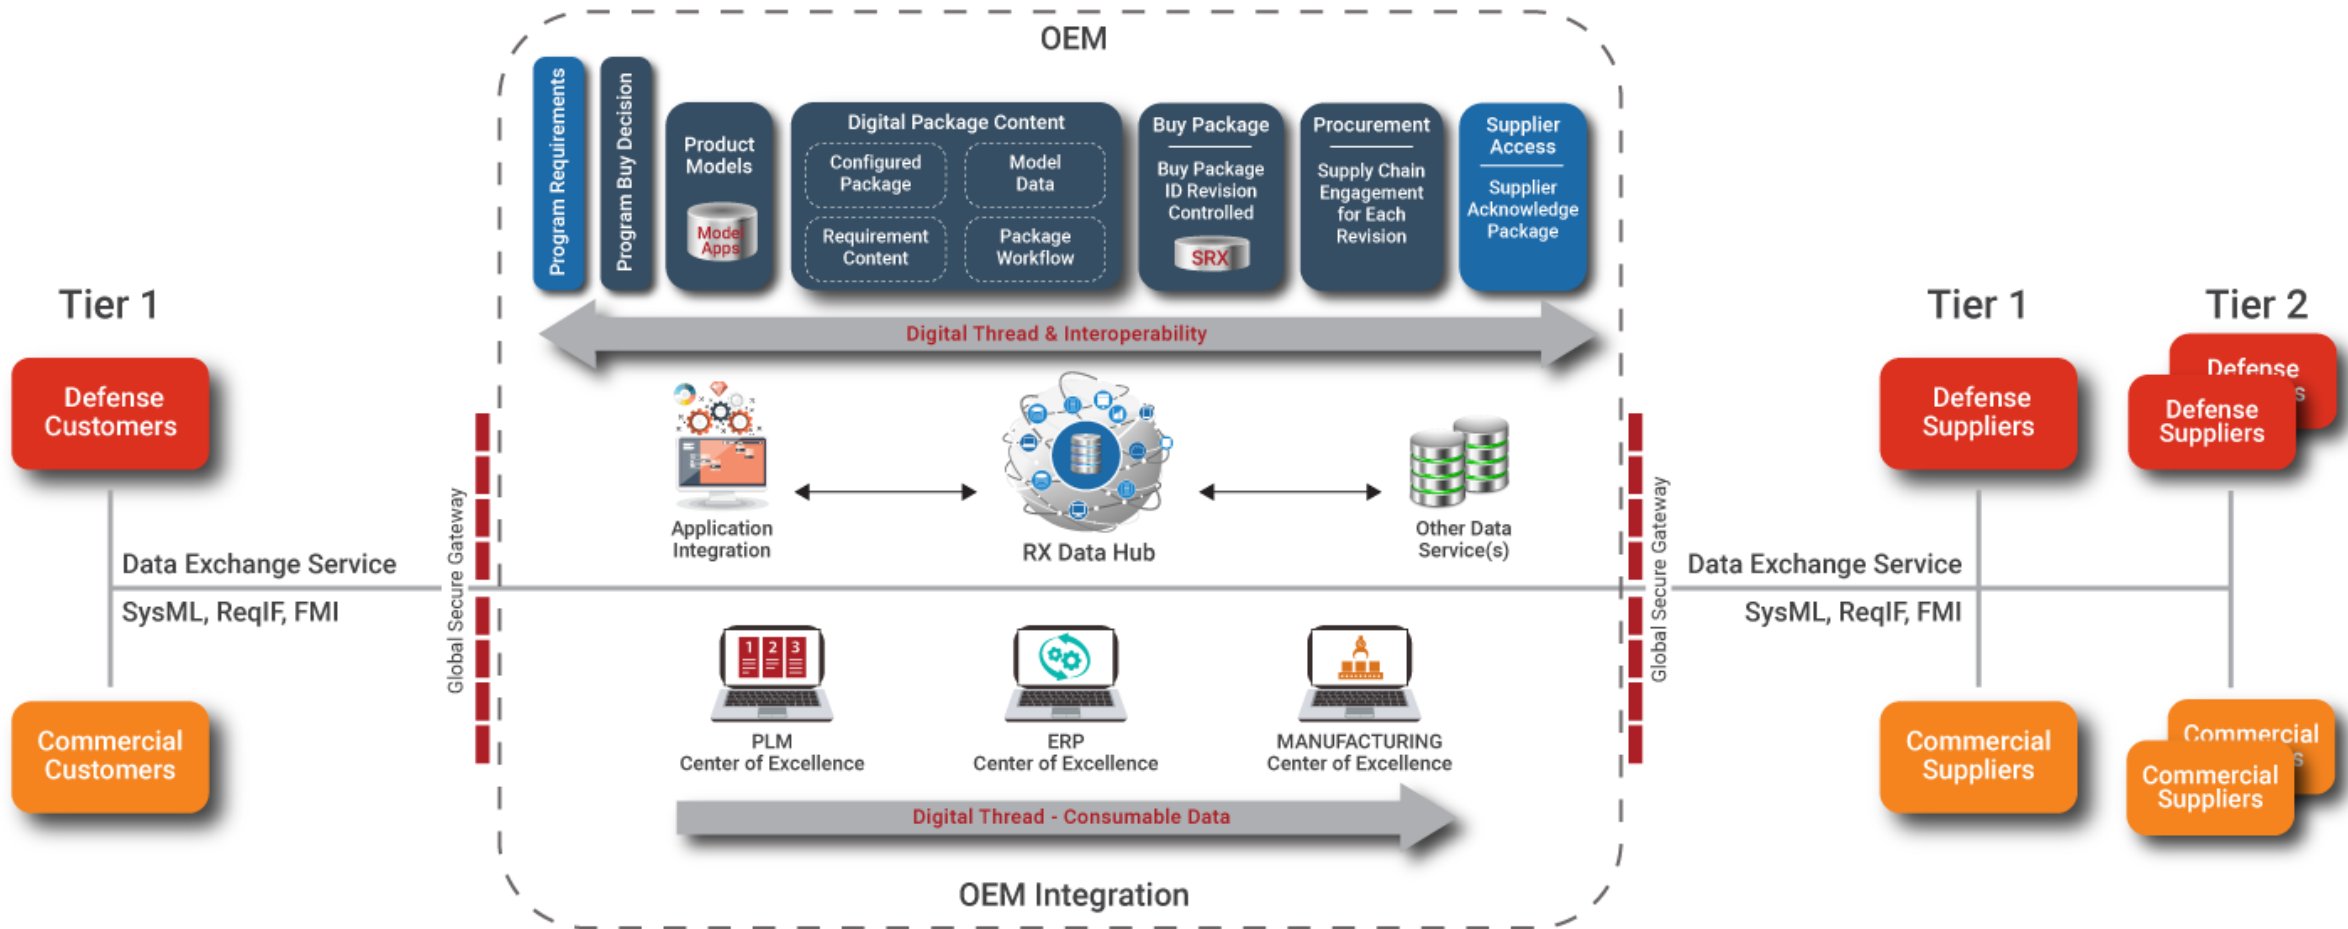 OEM
Program Requirements
Program Buy Decision
Product
Models
Model
Apps
Digital Package Content
Configured
Package
Model
Data
Requirement
Content
Package
Workflow
Buy Package
Buy Package
ID Revision
Controlled
SRX
Procurement
Supply Chain
Engagement
for Each
Revision
Supplier
Access
Supplier
Acknowledge
Package
Digital Thread & Interoperability
Tier 1
Defense
Customers
Data Exchange Service
SysML, ReqIF, FMI
Commercial
Customers
Global Secure Gateway
Application
Integration
RX Data Hub
Other Data
Service(s)
1 2 3
PLM
Center of Excellence
ERP
Center of Excellence
MANUFACTURING
Center of Excellence
Digital Thread - Consumable Data
OEM Integration
Global Secure Gateway
Tier 1
Defense
Suppliers
Data Exchange Service
SysML, ReqIF, FMI
Commercial
Suppliers
Tier 2
Defense
Defense
Suppliers
Commercial
Commercial
Suppliers